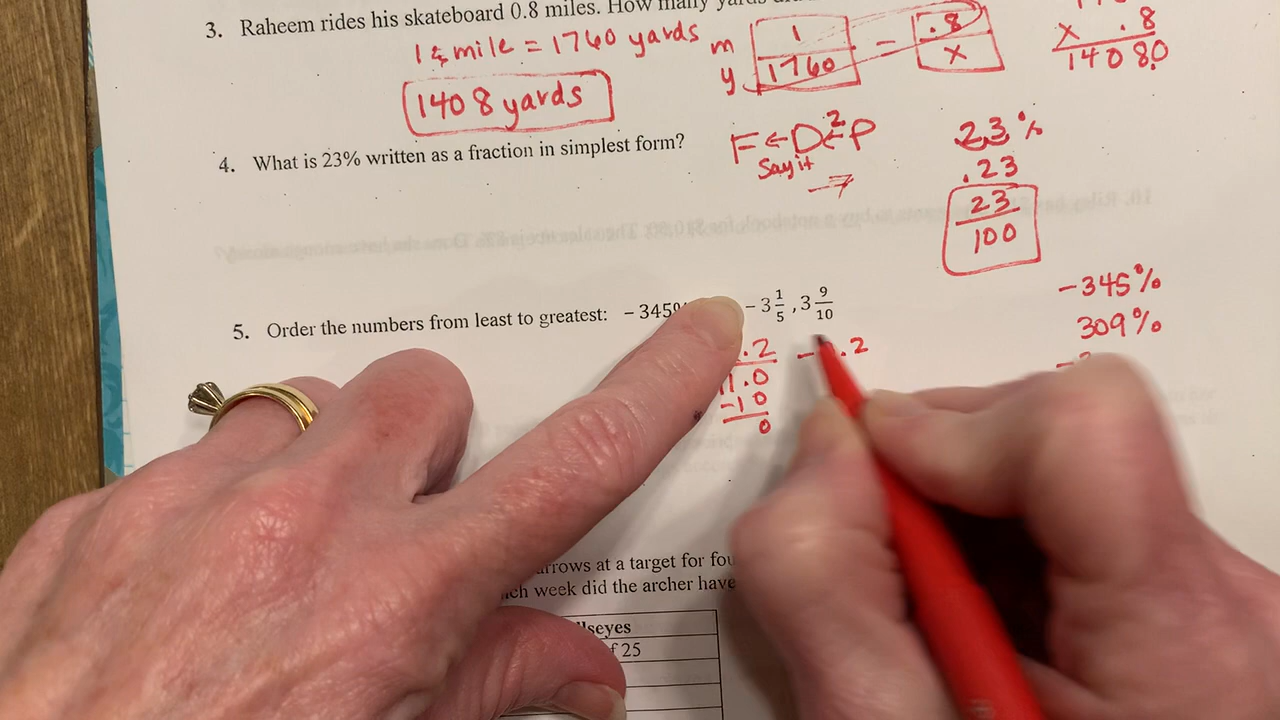 3. Raheem rides his skateboard 0.8 miles. How many yards
1 mile = 1760 yards
m 1 = .8
y 1760 x
x .8
14080
1408 yards
4. What is 23% written as a fraction in simplest form?
F ← D ← P
2
Say it
23%
.23
23
100
5. Order the numbers from least to greatest: – 345% – 3 1/5 , 3 9/10
-345%
309%
.2
1.0
-10
0
.2
arrows at a target for
week did the archer have
25